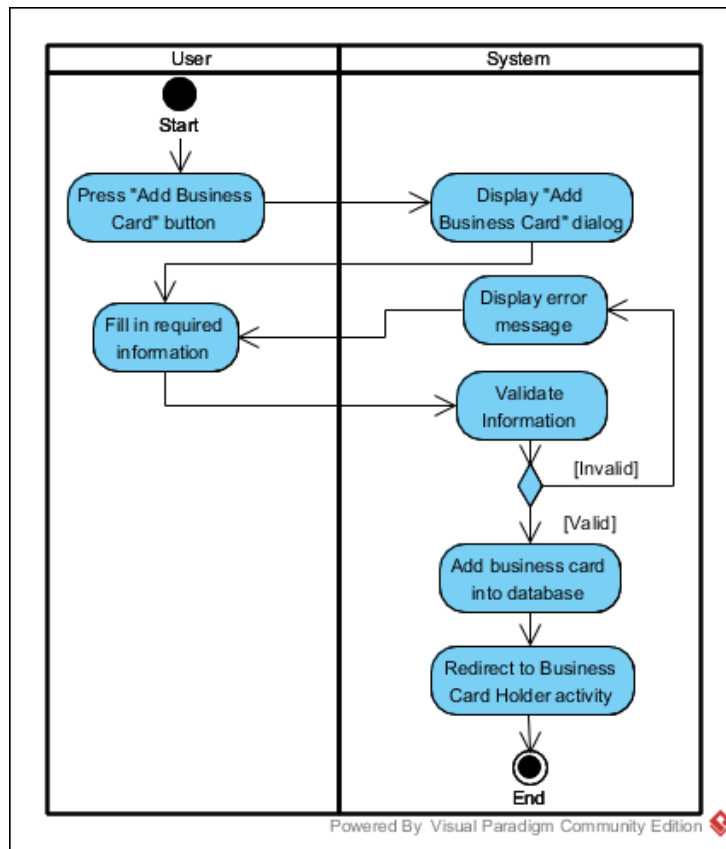 User
System
Start
Press "Add Business
Card" button
Display "Add
Business Card" dialog
Fill in required
information
Display error
message
Validate
Information
[Invalid]
[Valid]
Add business card
into database
Redirect to Business
Card Holder activity
End
Powered By Visual Paradigm Community Edition